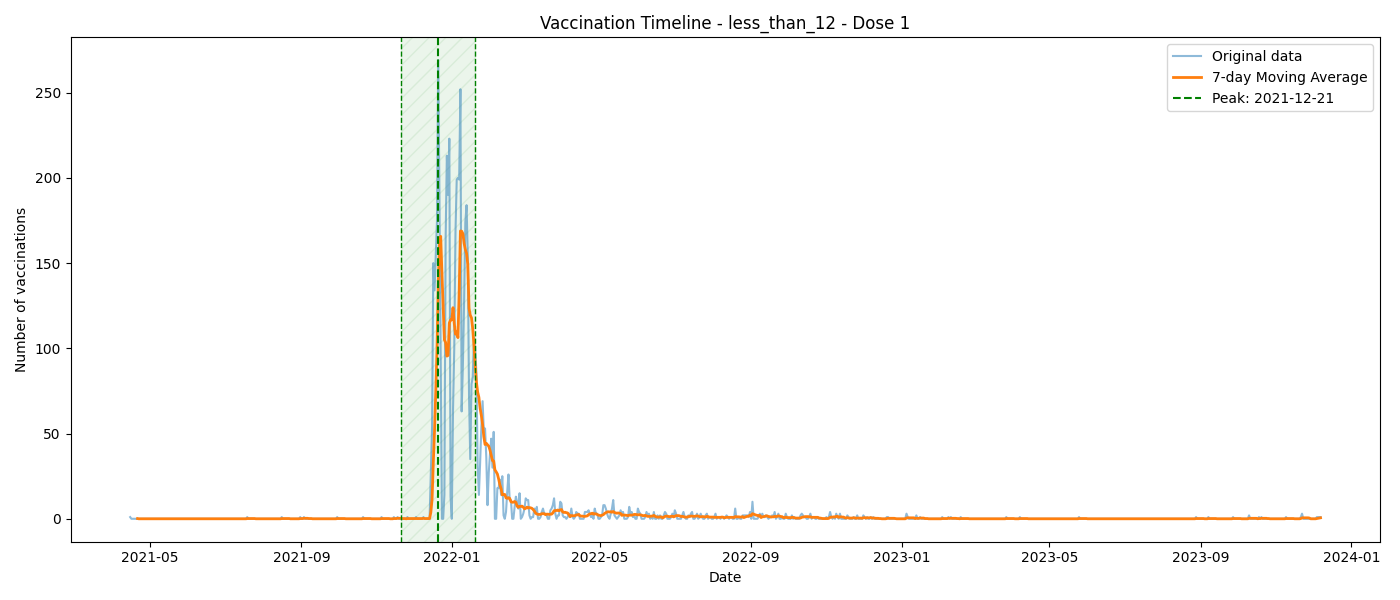 Vaccination Timeline - less_than_12 - Dose 1
Original data
7-day Moving Average
Peak: 2021-12-21
Number of vaccinations
250
200
150
100
50
0
2021-05 2021-09 2022-01 2022-05 2022-09 2023-01 2023-05 2023-09 2024-01
Date